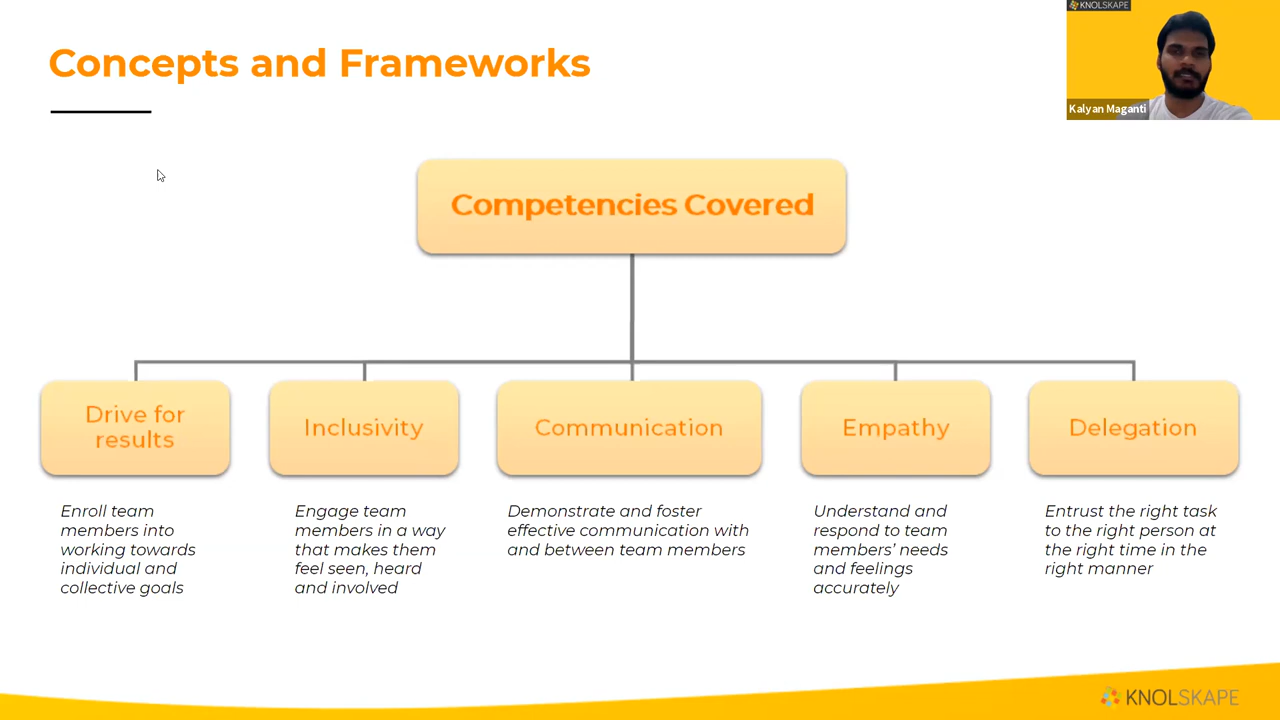 Concepts and Frameworks
KNOLSKAPE
Kalyan Maganti
Competencies Covered
Drive for
results
Inclusivity
Communication
Empathy
Delegation
Enroll team
members into
working towards
individual and
collective goals
Engage team
members in a way
that makes them
feel seen, heard
and involved
Demonstrate and foster
effective communication with
and between team members
Understand and
respond to team
members’ needs
and feelings
accurately
Entrust the right task
to the right person at
the right time in the
right manner
KNOLSKAPE